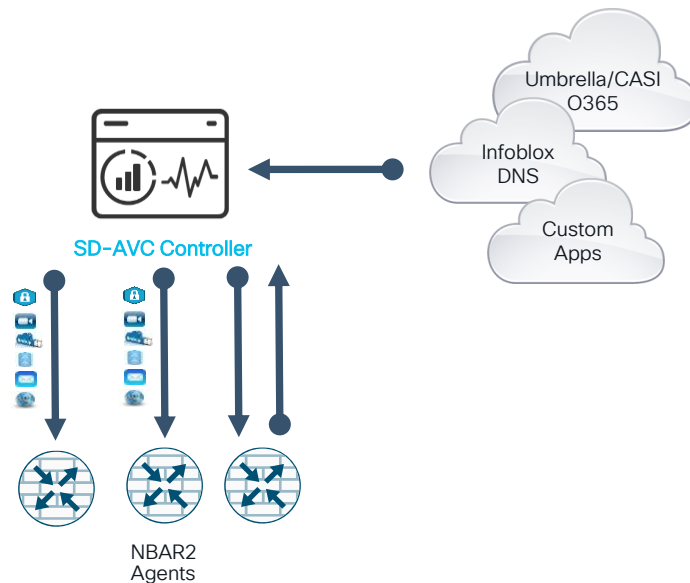 Umbrella/CASI
O365
Infoblox
DNS
Custom
Apps
SD-AVC Controller
NBAR2
Agents